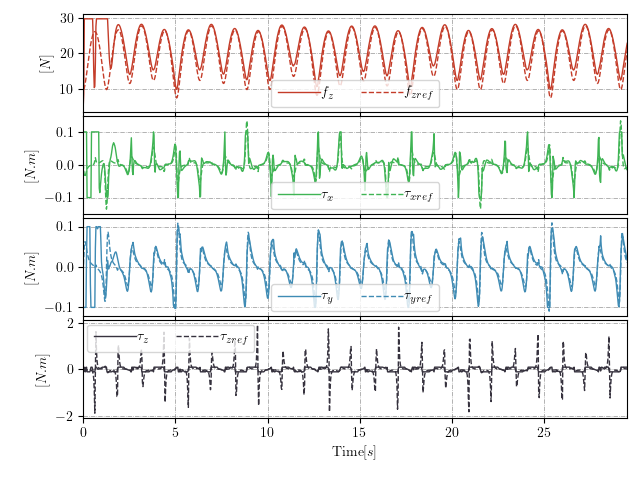 30
20
10
[N]
f_z f_zref
0.1
0.0
−0.1
[N.m]
τ_x τ_xref
0.1
0.0
−0.1
[N.m]
τ_y τ_yref
2
0
−2
[N.m]
τ_z τ_zref
0 5 10 15 20 25
Time[s]